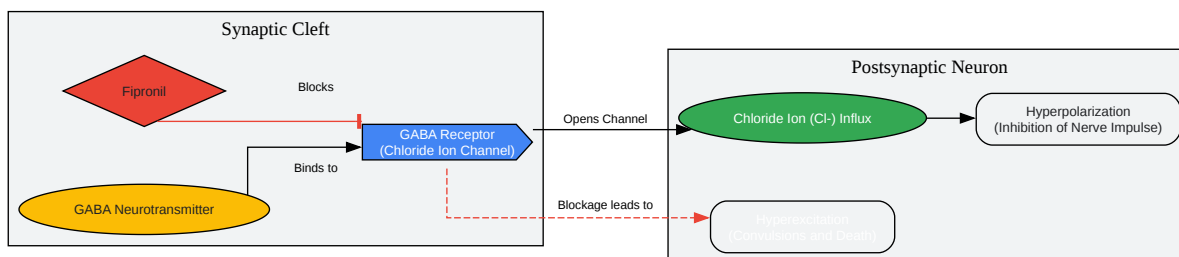 Synaptic Cleft
Fipronil
Blocks
GABA Receptor
(Chloride Ion Channel)
Binds to
GABA Neurotransmitter
Opens Channel
Blockage leads to
Postsynaptic Neuron
Chloride Ion (Cl-) Influx
Hyperpolarization
(Inhibition of Nerve Impulse)
Hyperexcitation
(Convulsions and Death)